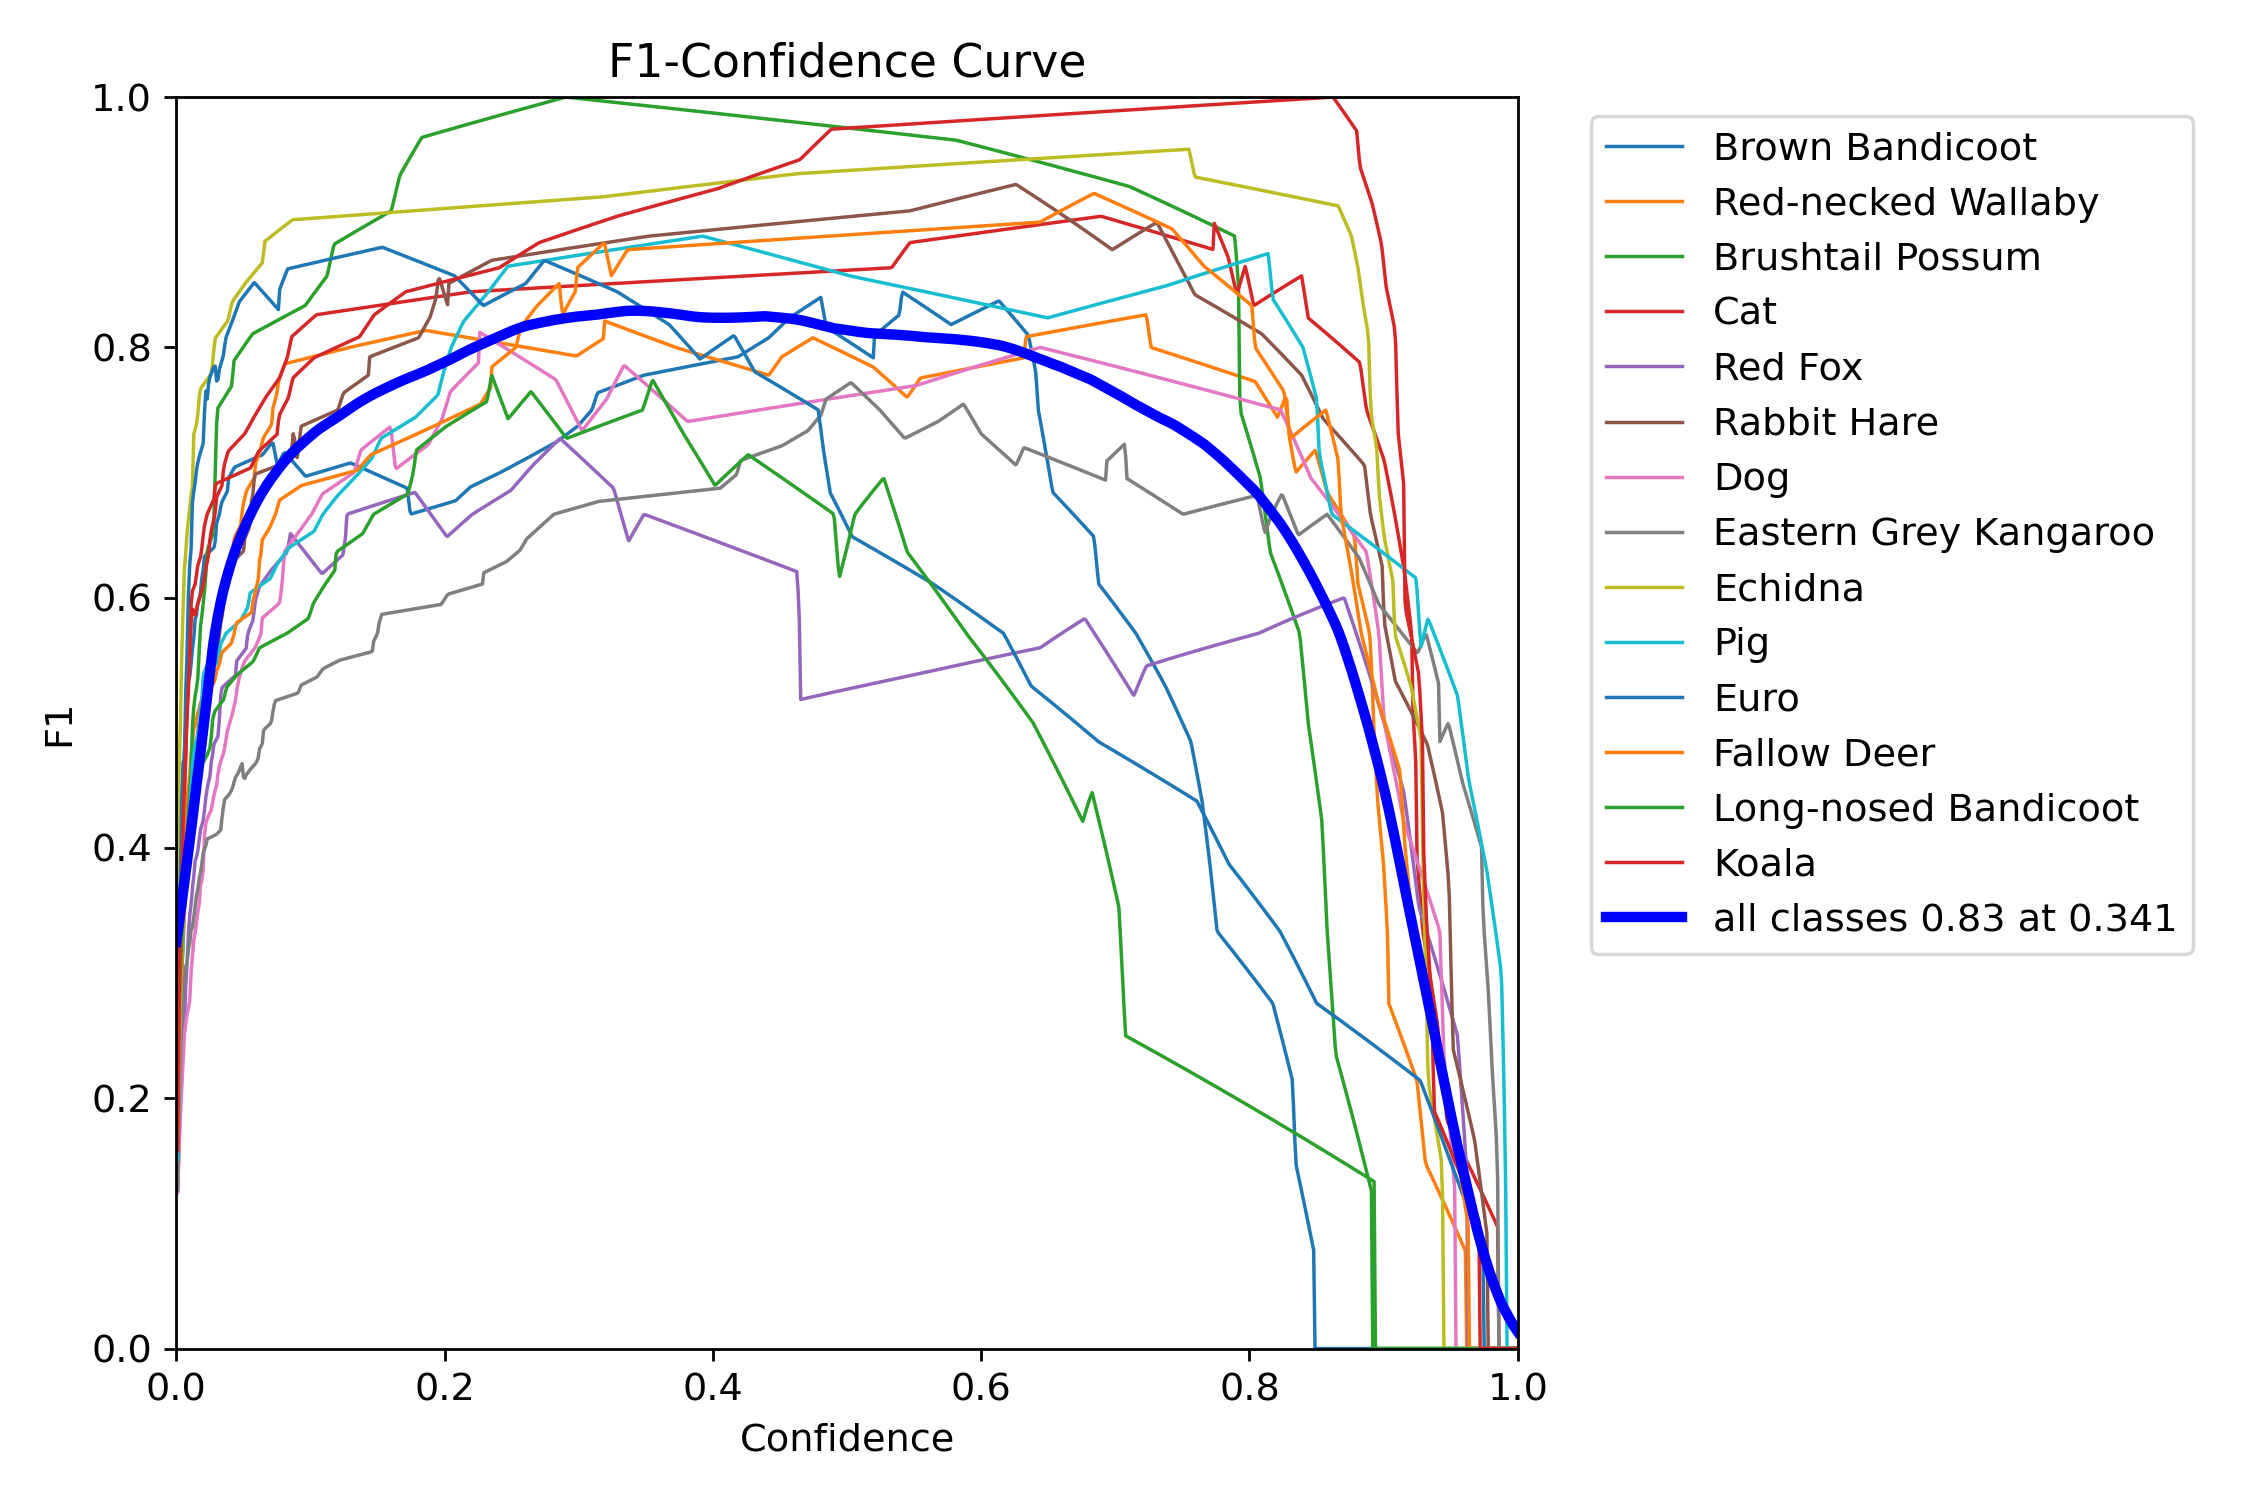 F1-Confidence Curve
1.0
0.8
0.6
0.4
0.2
0.0
F1
0.0 0.2 0.4 0.6 0.8 1.0
Confidence
Brown Bandicoot
Red-necked Wallaby
Brushtail Possum
Cat
Red Fox
Rabbit Hare
Dog
Eastern Grey Kangaroo
Echidna
Pig
Euro
Fallow Deer
Long-nosed Bandicoot
Koala
all classes 0.83 at 0.341